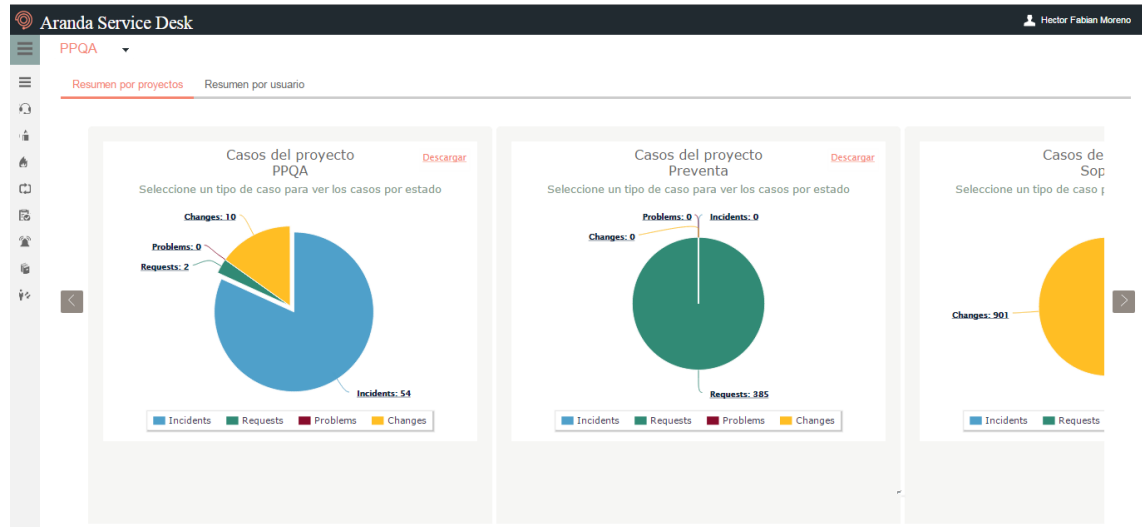 Aranda Service Desk
Hector Fabian Moreno
PPQA
Resumen por proyectos
Resumen por usuario
Casos del proyecto
PPQA
Descargar
Seleccione un tipo de caso para ver los casos por estado
Changes: 10
Problems: 0
Requests: 2
Incidents: 54
Incidents Requests Problems Changes
Casos del proyecto
Preventa
Descargar
Seleccione un tipo de caso para ver los casos por estado
Problems: 0 Incidents: 0
Changes: 0
Requests: 385
Incidents Requests Problems Changes
Casos de
Sop
Seleccione un tipo de caso
Changes: 901
Incidents Requests